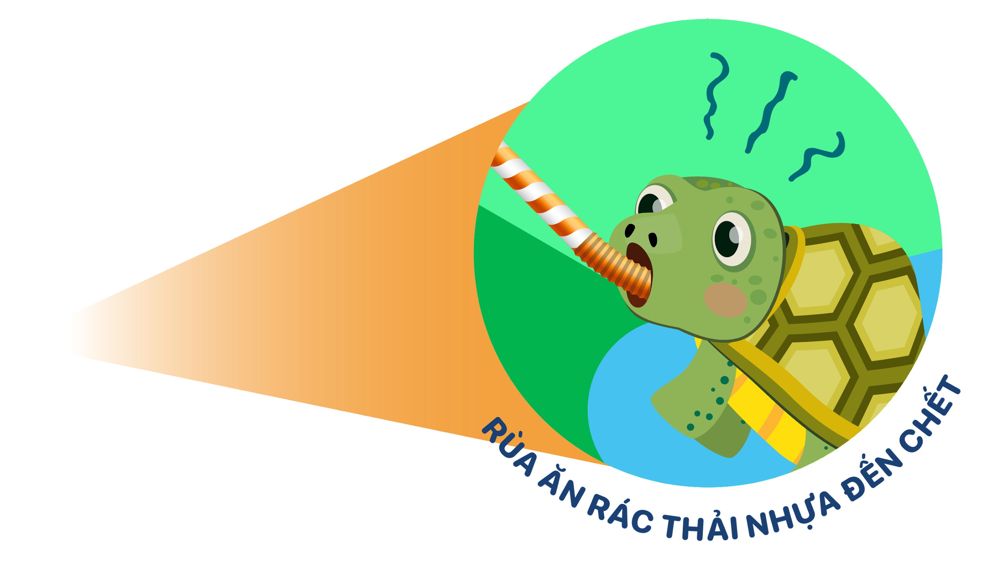 RÙA ĂN RÁC THẢI NHỰA ĐẾN CHẾT